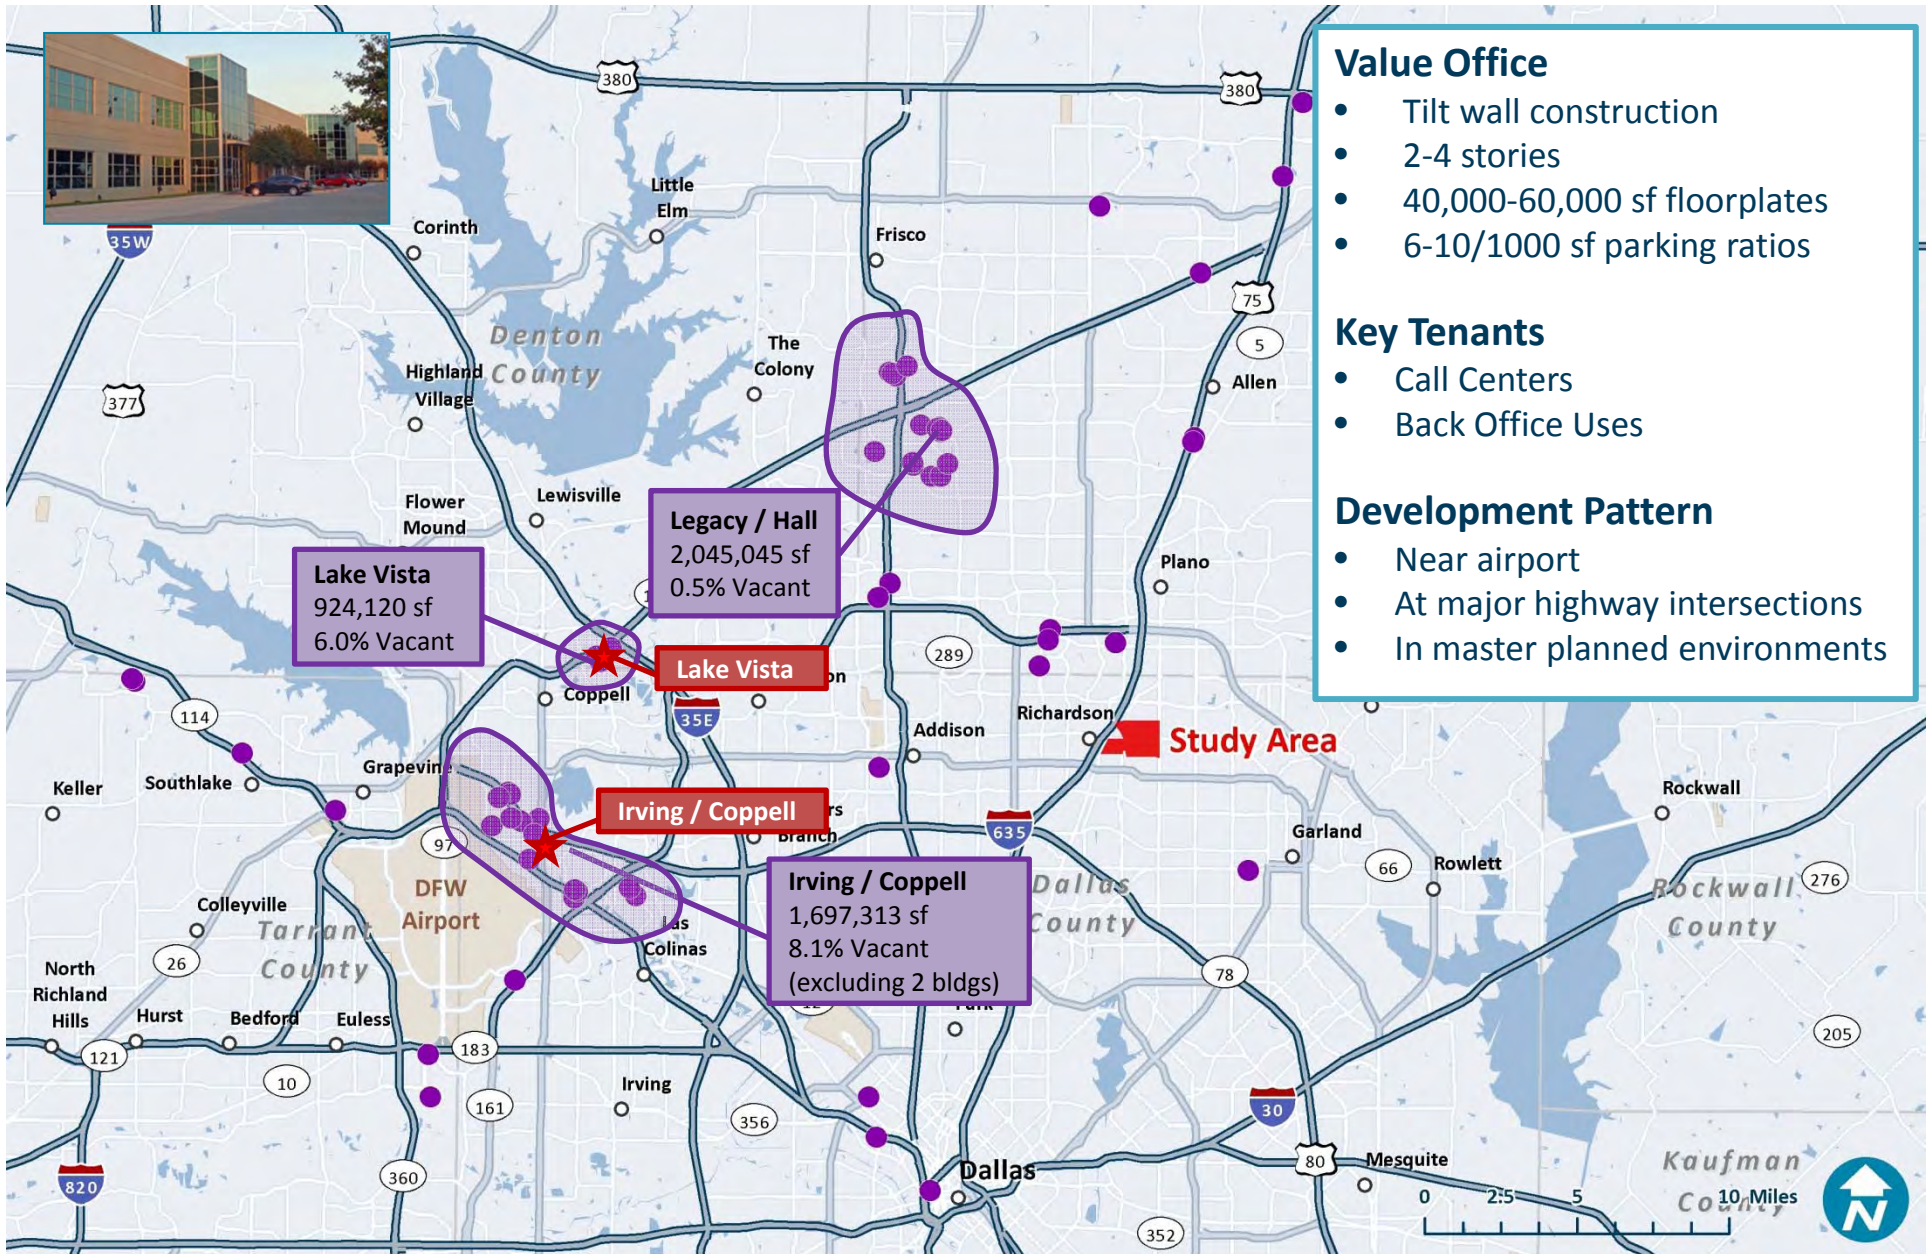 Value Office
• Tilt wall construction
• 2-4 stories
• 40,000-60,000 sf floorplates
• 6-10/1000 sf parking ratios
Key Tenants
• Call Centers
• Back Office Uses
Development Pattern
• Near airport
• At major highway intersections
• In master planned environments
380
380
Little
Elm
Corinth
35W
Frisco
75
5
Denton
County
The
Colony
Highland
Village
377
Allen
Flower
Mound
Lewisville
Legacy / Hall
2,045,045 sf
0.5% Vacant
Lake Vista
924,120 sf
6.0% Vacant
Plano
289
Lake Vista
Coppell
114
35E
Addison
Richardson
Study Area
Grapevine
Southlake
Keller
Rockwall
Irving / Coppell
Branch
635
Garland
97
66
Rowlett
Irving / Coppell
1,697,313 sf
8.1% Vacant
(excluding 2 bldgs)
DFW
Airport
Dallas
County
Rockwall
County
276
Colleyville
Tarrant
County
Colinas
26
78
North
Richland
Hills
Hurst
Bedford
Euless
121
183
10
161
Irving
356
205
30
820
360
Dallas
80
Mesquite
Kaufman
County
352
0 2.5 5 10 Miles
N